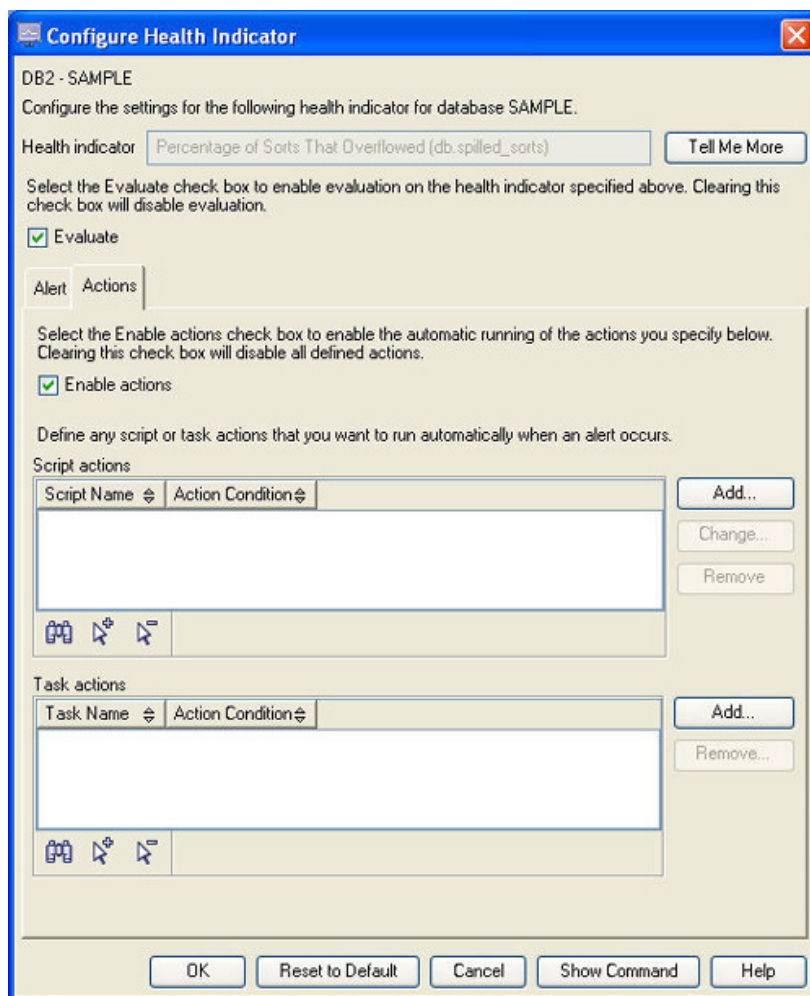 Configure Health Indicator
DB2 - SAMPLE
Configure the settings for the following health indicator for database SAMPLE.
Health indicator Percentage of Sorts That Overflowed (db.spilled_sorts) Tell Me More
Select the Evaluate check box to enable evaluation on the health indicator specified above. Clearing this
check box will disable evaluation.
Evaluate
Alert Actions
Select the Enable actions check box to enable the automatic running of the actions you specify below.
Clearing this check box will disable all defined actions.
Enable actions
Define any script or task actions that you want to run automatically when an alert occurs.
Script actions
Script Name Action Condition Add...
Change...
Remove
Task actions
Task Name Action Condition Add...
Remove...
OK Reset to Default Cancel Show Command Help